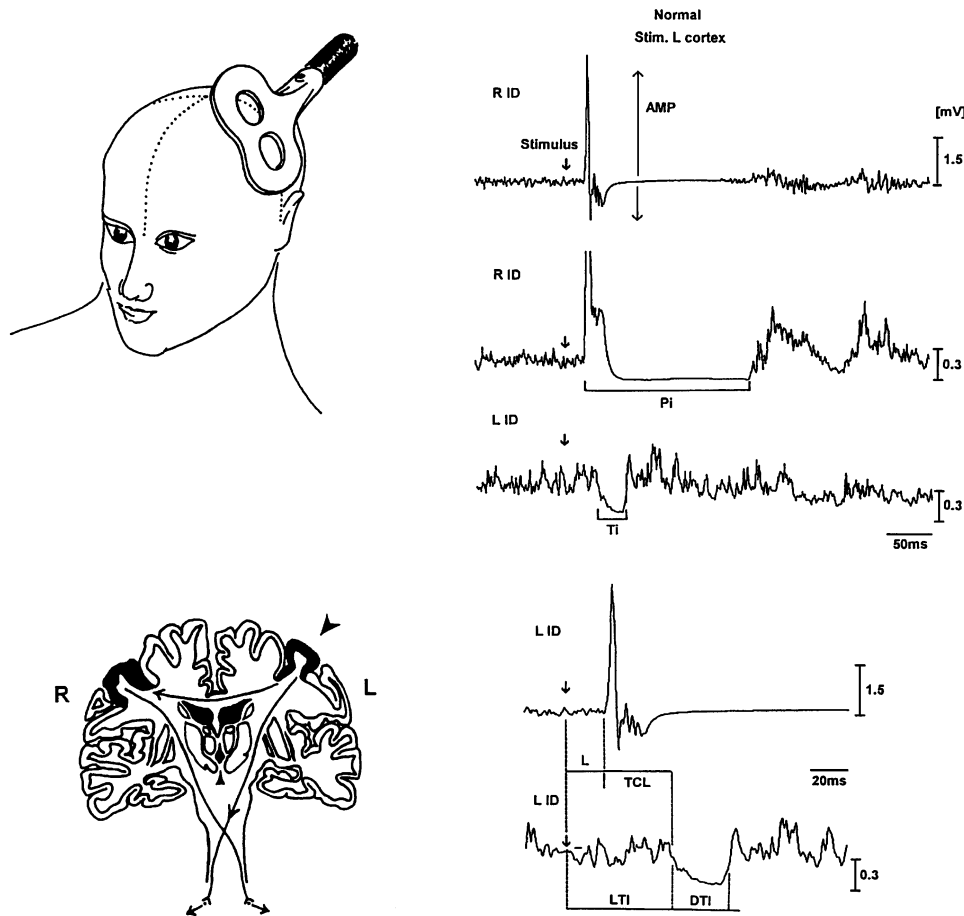 Normal
Stim. L cortex
R ID
AMP
[mV]
Stimulus
1.5
R ID
0.3
Pi
L ID
0.3
Ti
50ms
L ID
R
L
1.5
L
TCL
20ms
L ID
0.3
LTI
DTI